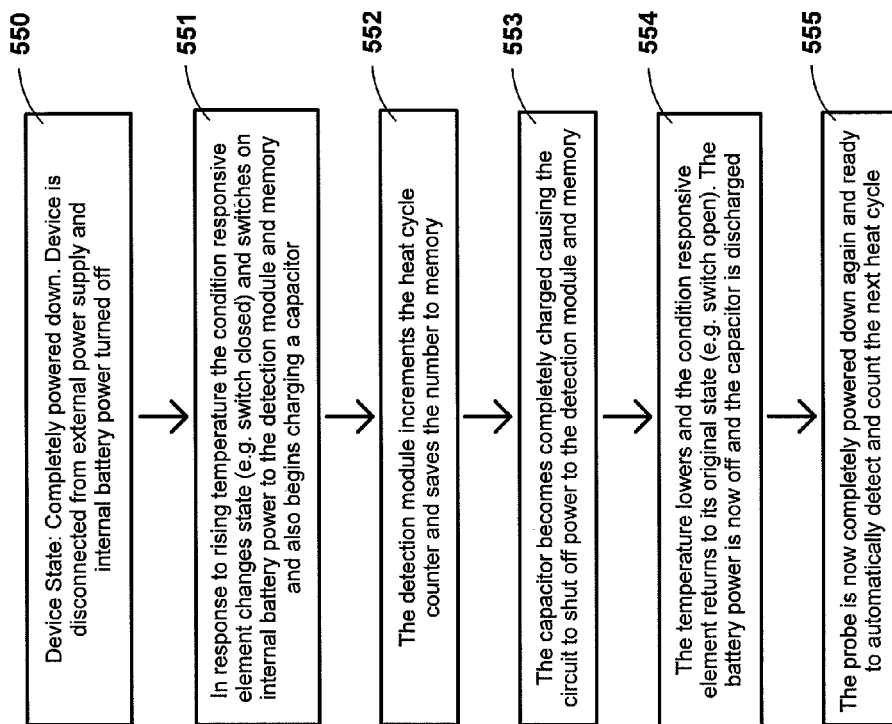 550
Device State: Completely powered down. Device is
disconnected from external power supply and
internal battery power turned off
551
In response to rising temperature the condition responsive
element changes state (e.g. switch closed) and switches on
internal battery power to the detection module and memory
and also begins charging a capacitor
552
The detection module increments the heat cycle
counter and saves the number to memory
553
The capacitor becomes completely charged causing the
circuit to shut off power to the detection module and memory
554
The temperature lowers and the condition responsive
element returns to its original state (e.g. switch open). The
battery power is now off and the capacitor is discharged
555
The probe is now completely powered down again and ready
to automatically detect and count the next heat cycle